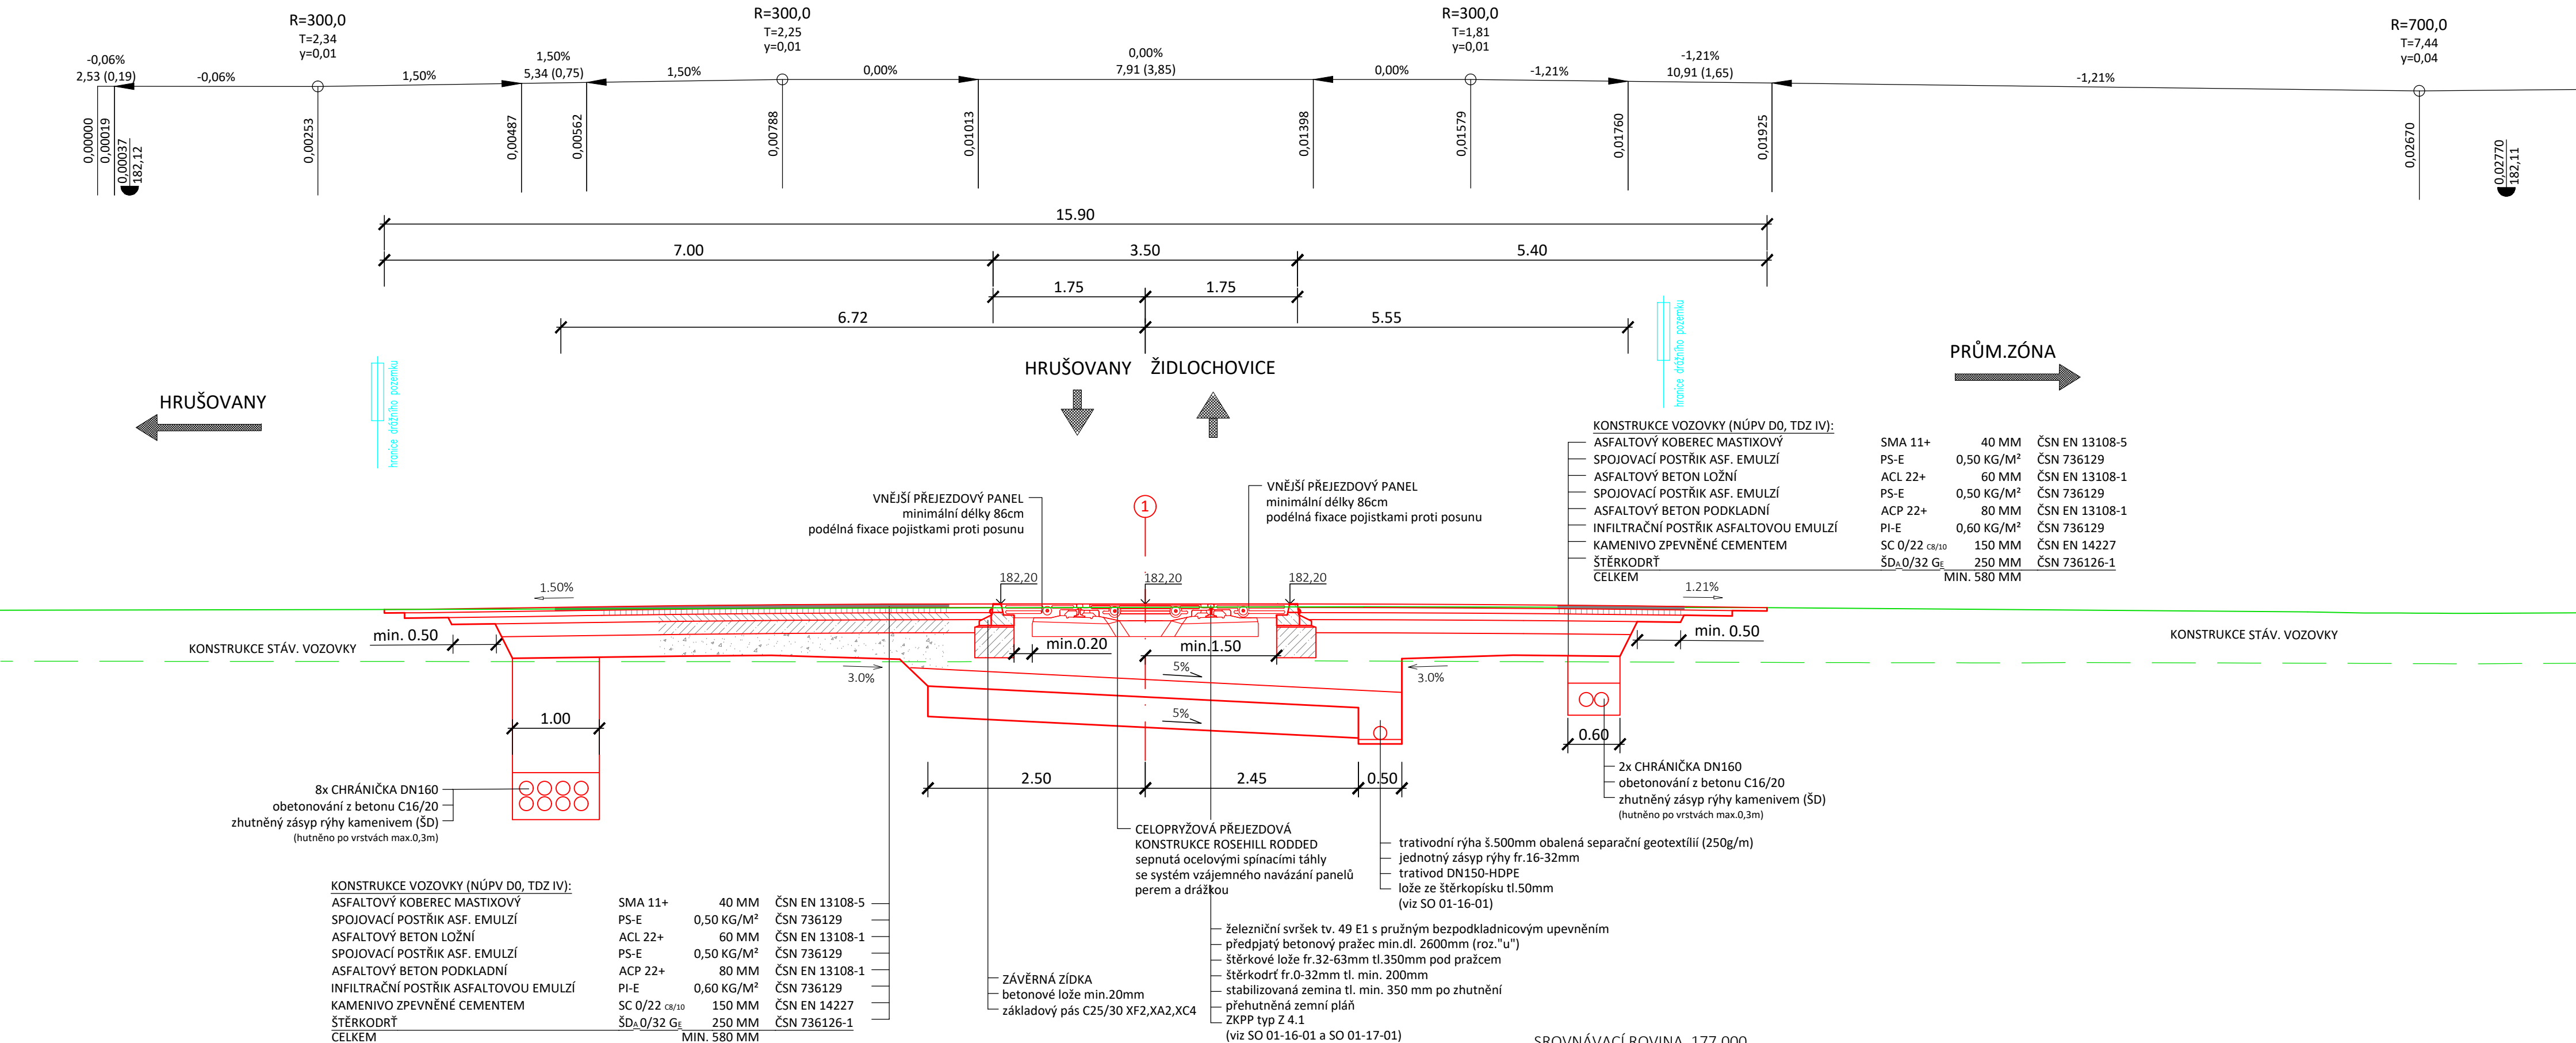 R=300,0
T=2,34
y=0,01
R=300,0
T=2,25
y=0,01
R=300,0
T=1,81
y=0,01
R=700,0
T=7,44
y=0,04
-0,06%
2,53 (0,19)
-0,06%
1,50%
1,50%
5,34 (0,75)
1,50%
0,00%
0,00%
7,91 (3,85)
0,00%
-1,21%
-1,21%
10,91 (1,65)
-1,21%
0,00000
0,00019
0,00037
182,12
0,00253
0,00487
0,00562
0,00788
0,01013
0,01398
0,01579
0,01760
0,01925
0,02670
0,02770
182,11
15.90
7.00
3.50
5.40
1.75
1.75
6.72
5.55
hranice drážního pozemku
hranice drážního pozemku
HRUŠOVANY
HRUŠOVANY
ŽIDLOCHOVICE
PRŮM.ZÓNA
KONSTRUKCE VOZOVKY (NÚPV D0, TDZ IV):
ASFALTOVÝ KOBEREC MASTIXOVÝ SMA 11+ 40 MM ČSN EN 13108-5
SPOJOVACÍ POSTŘIK ASF. EMULZÍ PS-E 0,50 KG/M² ČSN 736129
ASFALTOVÝ BETON LOŽNÍ ACL 22+ 60 MM ČSN EN 13108-1
SPOJOVACÍ POSTŘIK ASF. EMULZÍ PS-E 0,50 KG/M² ČSN 736129
ASFALTOVÝ BETON PODKLADNÍ ACP 22+ 80 MM ČSN EN 13108-1
INFILTRAČNÍ POSTŘIK ASFALTOVOU EMULZÍ PI-E 0,60 KG/M² ČSN 736129
KAMENIVO ZPEVNĚNÉ CEMENTEM SC 0/22 C8/10 150 MM ČSN EN 14227
ŠTĚRKODRŤ ŠDA 0/32 GE 250 MM ČSN 736126-1
CELKEM MIN. 580 MM
VNĚJŠÍ PŘEJEZDOVÝ PANEL
minimální délky 86cm
podélná fixace pojistkami proti posunu
1
VNĚJŠÍ PŘEJEZDOVÝ PANEL
minimální délky 86cm
podélná fixace pojistkami proti posunu
182,20
182,20
182,20
1.50%
1.21%
KONSTRUKCE STÁV. VOZOVKY
min. 0.50
min.0.20
min.1.50
min. 0.50
KONSTRUKCE STÁV. VOZOVKY
3.0%
5%
3.0%
5%
1.00
0.60
2.50
2.45
0.50
8x CHRÁNIČKA DN160
obetonování z betonu C16/20
zhutněný zásyp rýhy kamenivem (ŠD)
(hutněno po vrstvách max.0,3m)
2x CHRÁNIČKA DN160
obetonování z betonu C16/20
zhutněný zásyp rýhy kamenivem (ŠD)
(hutněno po vrstvách max.0,3m)
CELOPRYŽOVÁ PŘEJEZDOVÁ
KONSTRUKCE ROSEHILL RODDED
sepnutá ocelovými spínacími táhly
se systém vzájemného navázání panelů
perem a drážkou
trativodní rýha š.500mm obalená separační geotextílií (250g/m)
jednotný zásyp rýhy fr.16-32mm
trativod DN150-HDPE
lože ze štěrkopísku tl.50mm
(viz SO 01-16-01)
KONSTRUKCE VOZOVKY (NÚPV D0, TDZ IV):
ASFALTOVÝ KOBEREC MASTIXOVÝ SMA 11+ 40 MM ČSN EN 13108-5
SPOJOVACÍ POSTŘIK ASF. EMULZÍ PS-E 0,50 KG/M² ČSN 736129
ASFALTOVÝ BETON LOŽNÍ ACL 22+ 60 MM ČSN EN 13108-1
SPOJOVACÍ POSTŘIK ASF. EMULZÍ PS-E 0,50 KG/M² ČSN 736129
ASFALTOVÝ BETON PODKLADNÍ ACP 22+ 80 MM ČSN EN 13108-1
INFILTRAČNÍ POSTŘIK ASFALTOVOU EMULZÍ PI-E 0,60 KG/M² ČSN 736129
KAMENIVO ZPEVNĚNÉ CEMENTEM SC 0/22 C8/10 150 MM ČSN EN 14227
ŠTĚRKODRŤ ŠDA 0/32 GE 250 MM ČSN 736126-1
CELKEM MIN. 580 MM
ZÁVĚRNÁ ZÍDKA
betonové lože min.20mm
základový pás C25/30 XF2,XA2,XC4
železniční svršek tv. 49 E1 s pružným bezpodkladnicovým upevněním
předpjatý betonový pražec min.dl. 2600mm (roz."u")
štěrkové lože fr.32-63mm tl.350mm pod pražcem
štěrkodrť fr.0-32mm tl. min. 200mm
stabilizovaná zemina tl. min. 350 mm po zhutnění
přehutněná zemní pláň
ZKPP typ Z 4.1
(viz SO 01-16-01 a SO 01-17-01)
SROVNÁVACÍ ROVINA 177,000